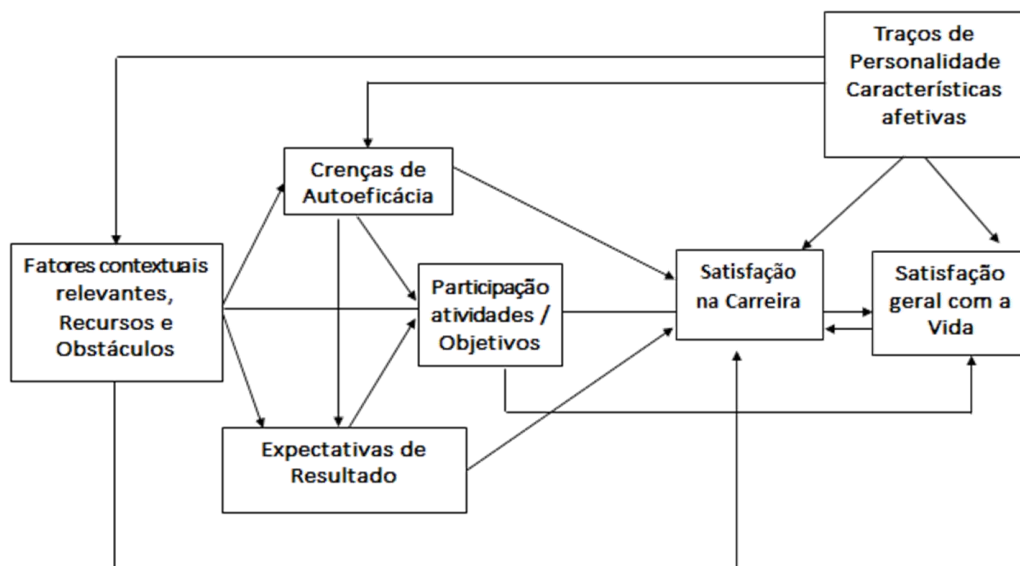 Traços de
Personalidade
Características
afetivas
Crenças de
Autoeficácia
Fatores contextuais
relevantes,
Recursos e
Obstáculos
Participação
atividades /
Objetivos
Satisfação
na Carreira
Satisfação
geral com a
Vida
Expectativas de
Resultado